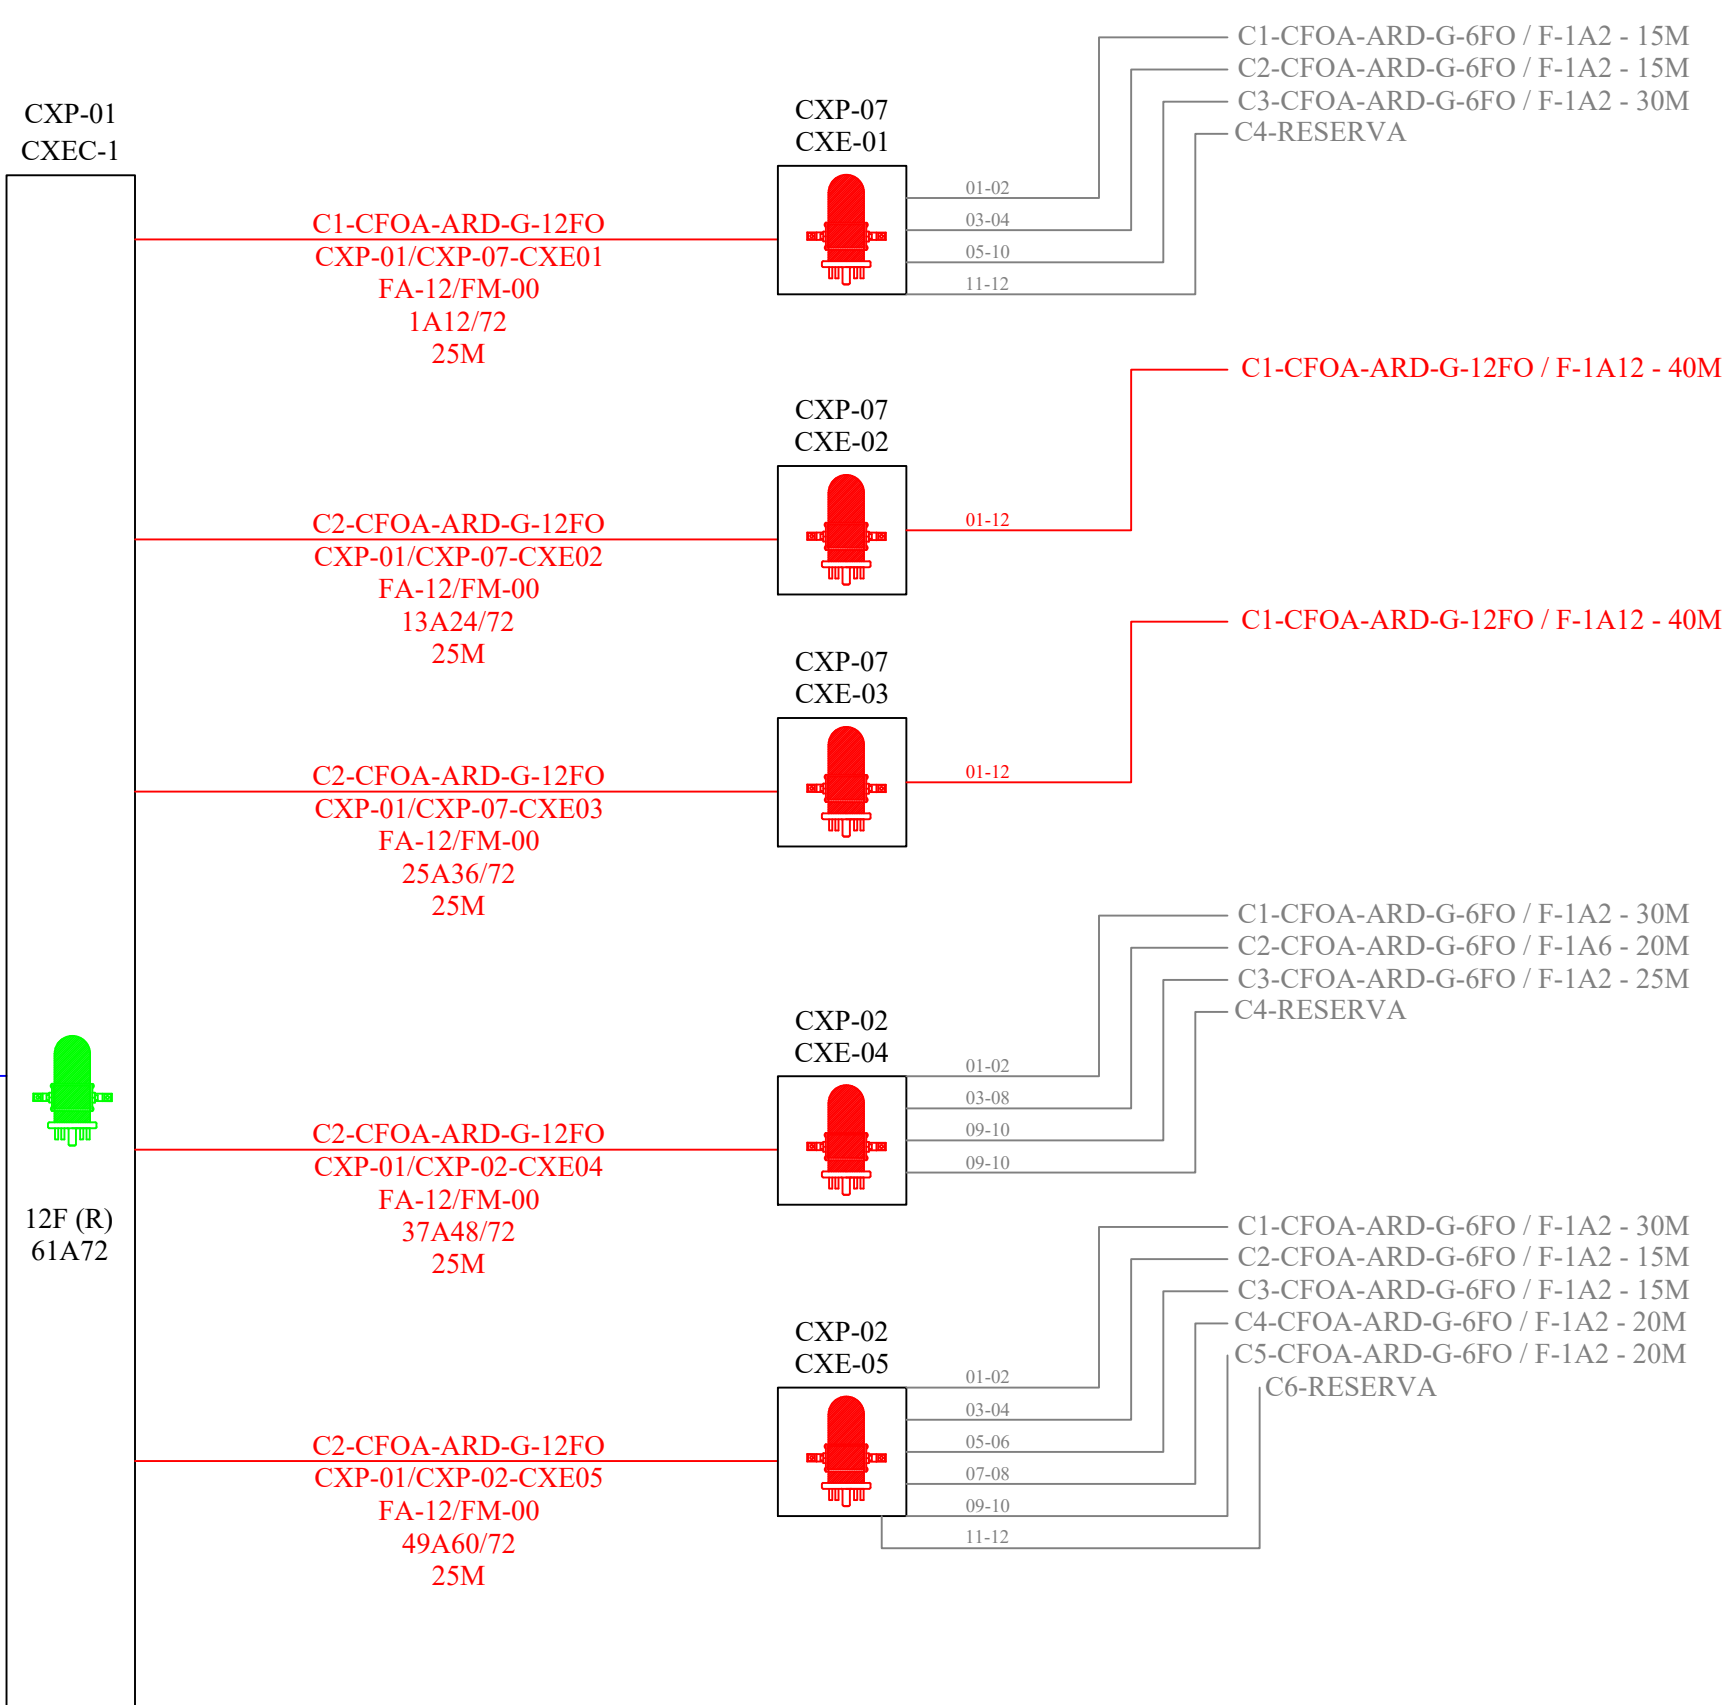 CXP-01
CXEC-1
12F (R)
61A72
C1-CFOA-ARD-G-12FO
CXP-01/CXP-07-CXE01
FA-12/FM-00
1A12/72
25M
CXP-07
CXE-01
01-02
03-04
05-10
11-12
C1-CFOA-ARD-G-6FO / F-1A2 - 15M
C2-CFOA-ARD-G-6FO / F-1A2 - 15M
C3-CFOA-ARD-G-6FO / F-1A2 - 30M
C4-RESERVA
C2-CFOA-ARD-G-12FO
CXP-01/CXP-07-CXE02
FA-12/FM-00
13A24/72
25M
CXP-07
CXE-02
01-12
C1-CFOA-ARD-G-12FO / F-1A12 - 40M
C2-CFOA-ARD-G-12FO
CXP-01/CXP-07-CXE03
FA-12/FM-00
25A36/72
25M
CXP-07
CXE-03
01-12
C1-CFOA-ARD-G-12FO / F-1A12 - 40M
C2-CFOA-ARD-G-12FO
CXP-01/CXP-02-CXE04
FA-12/FM-00
37A48/72
25M
CXP-02
CXE-04
01-02
03-08
09-10
09-10
C1-CFOA-ARD-G-6FO / F-1A2 - 30M
C2-CFOA-ARD-G-6FO / F-1A6 - 20M
C3-CFOA-ARD-G-6FO / F-1A2 - 25M
C4-RESERVA
C2-CFOA-ARD-G-12FO
CXP-01/CXP-02-CXE05
FA-12/FM-00
49A60/72
25M
CXP-02
CXE-05
01-02
03-04
05-06
07-08
09-10
11-12
C1-CFOA-ARD-G-6FO / F-1A2 - 30M
C2-CFOA-ARD-G-6FO / F-1A2 - 15M
C3-CFOA-ARD-G-6FO / F-1A2 - 15M
C4-CFOA-ARD-G-6FO / F-1A2 - 20M
C5-CFOA-ARD-G-6FO / F-1A2 - 20M
C6-RESERVA